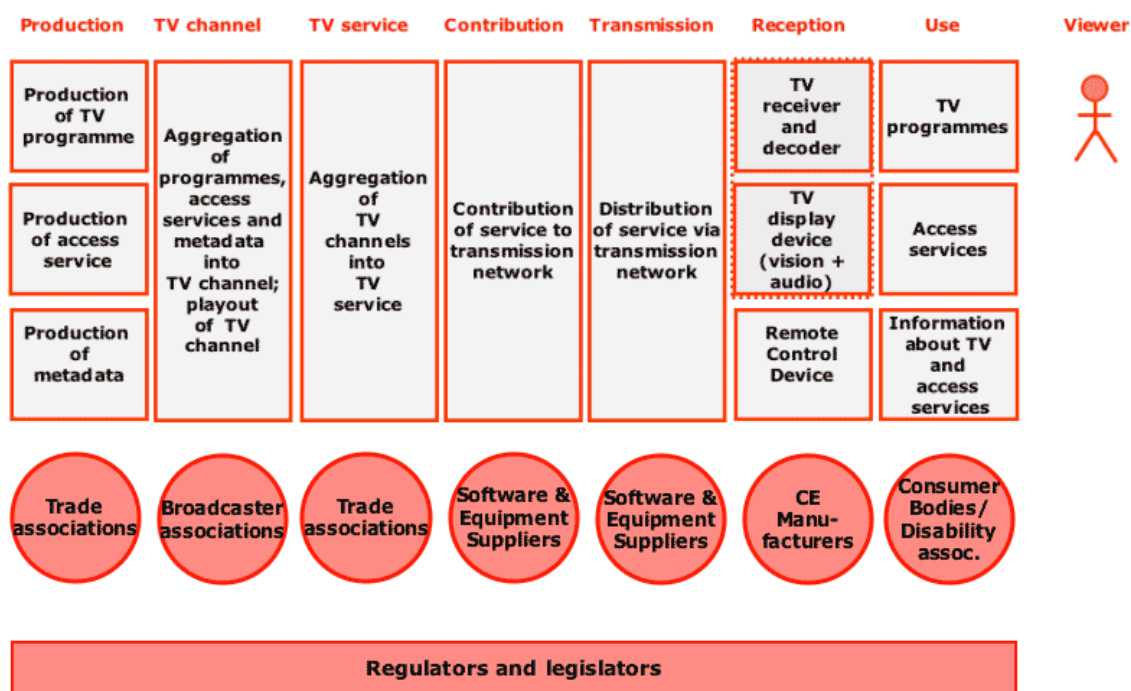 Production
TV channel
TV service
Contribution
Transmission
Reception
Use
Viewer
Production
of TV
programme
Production
of access
service
Production
of
metadata
Aggregation
of
programmes,
access
services and
metadata
into
TV channel;
playout
of TV
channel
Aggregation
of
TV
channels
into
TV
service
Contribution
of service to
transmission
network
Distribution
of service via
transmission
network
TV
receiver
and
decoder
TV
display
device
(vision +
audio)
Remote
Control
Device
TV
programmes
Access
services
Information
about TV
and
access
services
Trade
associations
Broadcaster
associations
Trade
associations
Software &
Equipment
Suppliers
Software &
Equipment
Suppliers
CE
Manu-
facturers
Consumer
Bodies/
Disability
assoc.
Regulators and legislators